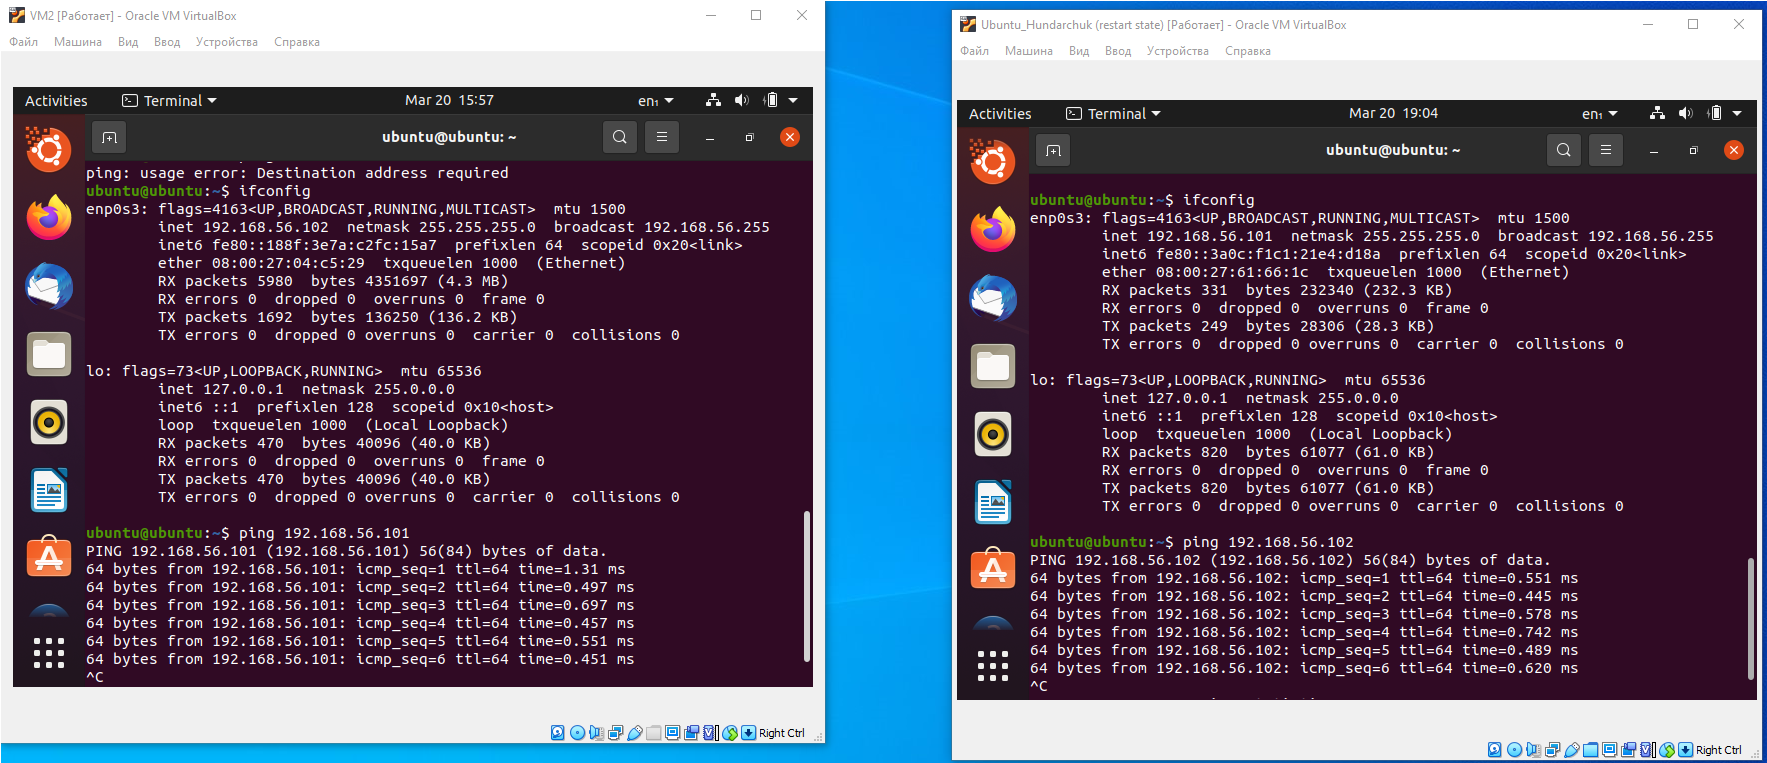 VM2 [Работает] - Oracle VM VirtualBox
Файл Машина Вид Ввод Устройства Справка
Activities Terminal Mar 20 15:57 en₁
ubuntu@ubuntu: ~
ping: usage error: Destination address required
ubuntu@ubuntu:~$ ifconfig
enp0s3: flags=4163<UP,BROADCAST,RUNNING,MULTICAST> mtu 1500
inet 192.168.56.102 netmask 255.255.255.0 broadcast 192.168.56.255
inet6 fe80::188f:3e7a:c2fc:15a7 prefixlen 64 scopeid 0x20<link>
ether 08:00:27:04:c5:29 txqueuelen 1000 (Ethernet)
RX packets 5980 bytes 4351697 (4.3 MB)
RX errors 0 dropped 0 overruns 0 frame 0
TX packets 1692 bytes 136250 (136.2 KB)
TX errors 0 dropped 0 overruns 0 carrier 0 collisions 0
lo: flags=73<UP,LOOPBACK,RUNNING> mtu 65536
inet 127.0.0.1 netmask 255.0.0.0
inet6 ::1 prefixlen 128 scopeid 0x10<host>
loop txqueuelen 1000 (Local Loopback)
RX packets 470 bytes 40096 (40.0 KB)
RX errors 0 dropped 0 overruns 0 frame 0
TX packets 470 bytes 40096 (40.0 KB)
TX errors 0 dropped 0 overruns 0 carrier 0 collisions 0
ubuntu@ubuntu:~$ ping 192.168.56.101
PING 192.168.56.101 (192.168.56.101) 56(84) bytes of data.
64 bytes from 192.168.56.101: icmp_seq=1 ttl=64 time=1.31 ms
64 bytes from 192.168.56.101: icmp_seq=2 ttl=64 time=0.497 ms
64 bytes from 192.168.56.101: icmp_seq=3 ttl=64 time=0.697 ms
64 bytes from 192.168.56.101: icmp_seq=4 ttl=64 time=0.457 ms
64 bytes from 192.168.56.101: icmp_seq=5 ttl=64 time=0.551 ms
64 bytes from 192.168.56.101: icmp_seq=6 ttl=64 time=0.451 ms
^C
Right Ctrl
Ubuntu_Hundarchuk (restart state) [Работает] - Oracle VM VirtualBox
Файл Машина Вид Ввод Устройства Справка
Activities Terminal Mar 20 19:04 en₁
ubuntu@ubuntu: ~
ubuntu@ubuntu:~$ ifconfig
enp0s3: flags=4163<UP,BROADCAST,RUNNING,MULTICAST> mtu 1500
inet 192.168.56.101 netmask 255.255.255.0 broadcast 192.168.56.255
inet6 fe80::3a0c:f1c1:21e4:d18a prefixlen 64 scopeid 0x20<link>
ether 08:00:27:61:66:1c txqueuelen 1000 (Ethernet)
RX packets 331 bytes 232340 (232.3 KB)
RX errors 0 dropped 0 overruns 0 frame 0
TX packets 249 bytes 28306 (28.3 KB)
TX errors 0 dropped 0 overruns 0 carrier 0 collisions 0
lo: flags=73<UP,LOOPBACK,RUNNING> mtu 65536
inet 127.0.0.1 netmask 255.0.0.0
inet6 ::1 prefixlen 128 scopeid 0x10<host>
loop txqueuelen 1000 (Local Loopback)
RX packets 820 bytes 61077 (61.0 KB)
RX errors 0 dropped 0 overruns 0 frame 0
TX packets 820 bytes 61077 (61.0 KB)
TX errors 0 dropped 0 overruns 0 carrier 0 collisions 0
ubuntu@ubuntu:~$ ping 192.168.56.102
PING 192.168.56.102 (192.168.56.102) 56(84) bytes of data.
64 bytes from 192.168.56.102: icmp_seq=1 ttl=64 time=0.551 ms
64 bytes from 192.168.56.102: icmp_seq=2 ttl=64 time=0.445 ms
64 bytes from 192.168.56.102: icmp_seq=3 ttl=64 time=0.578 ms
64 bytes from 192.168.56.102: icmp_seq=4 ttl=64 time=0.742 ms
64 bytes from 192.168.56.102: icmp_seq=5 ttl=64 time=0.489 ms
64 bytes from 192.168.56.102: icmp_seq=6 ttl=64 time=0.620 ms
^C
Right Ctrl